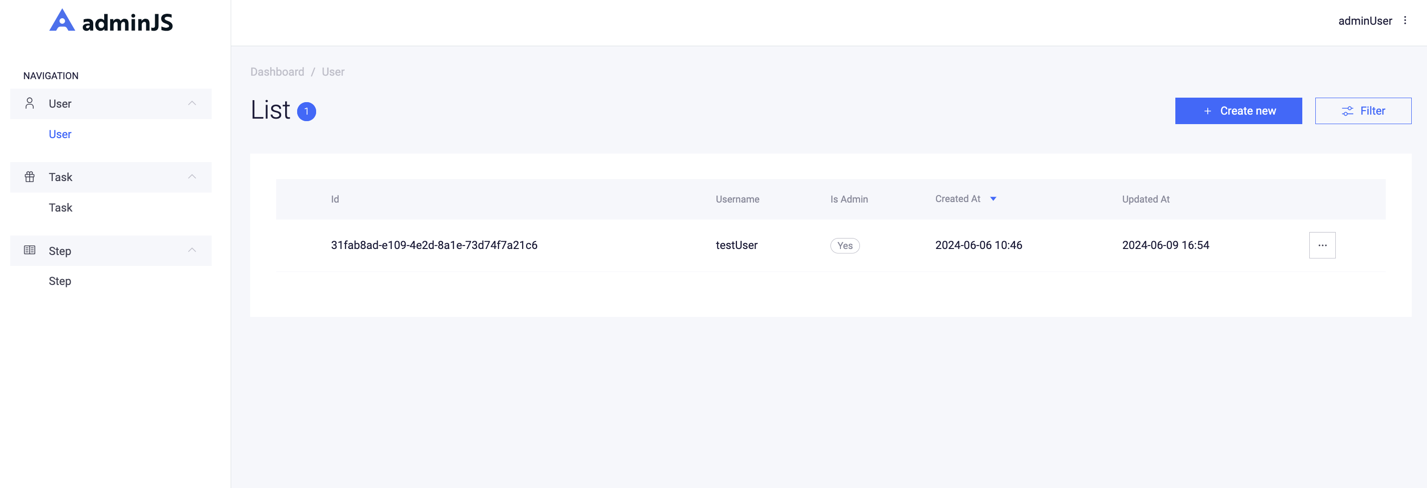 adminJS
adminUser
NAVIGATION
User
User
Task
Task
Step
Step
Dashboard / User
List 1
+ Create new
Filter
Id Username Is Admin Created At Updated At
31fab8ad-e109-4e2d-8a1e-73d74f7a21c6 testUser Yes 2024-06-06 10:46 2024-06-09 16:54